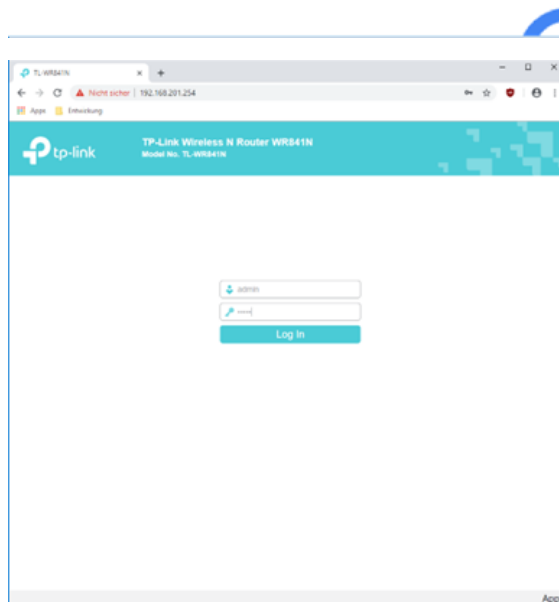 TL-WR841N
Nicht sicher | 192.168.201.254
Apps Entwicklung
tp-link
TP-Link Wireless N Router WR841N
Model No. TL-WR841N
admin
Log In
App